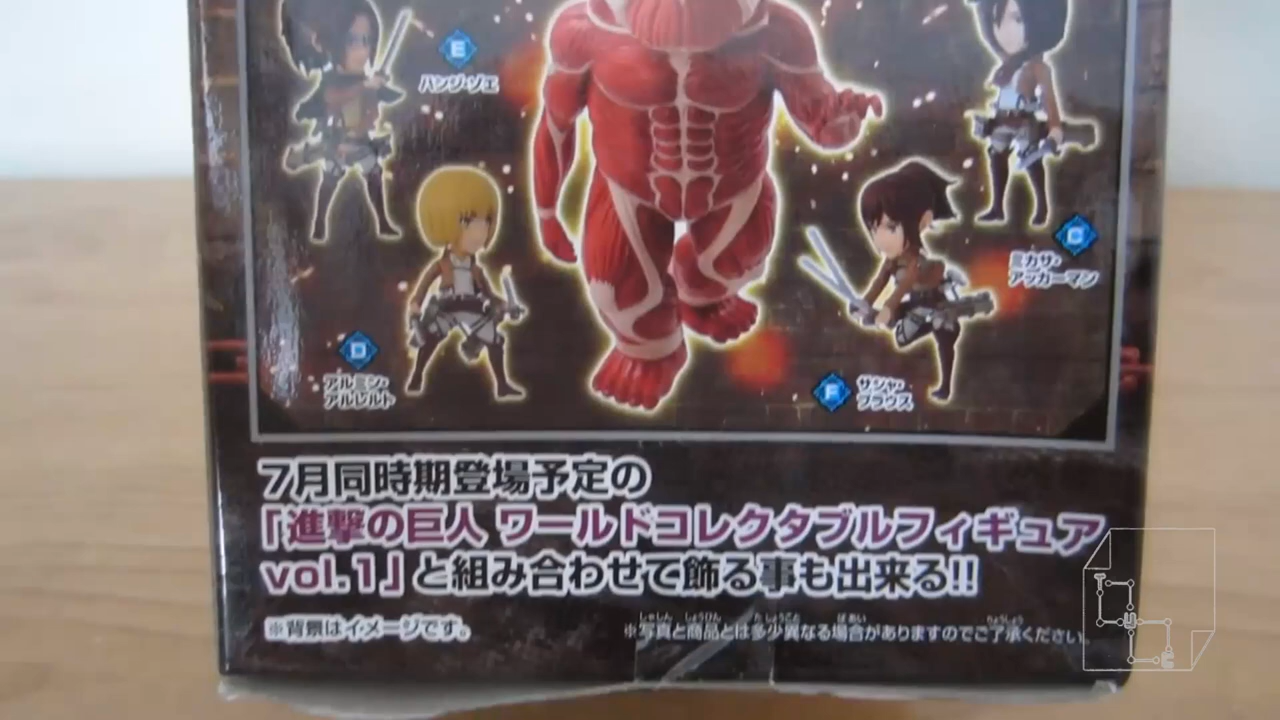 E
ハンジ・ゾエ
C
ミカサ・
アッカーマン
D
アルミン・
アルレルト
F
サシャ・
ブラウス
7月同時期登場予定の
「進撃の巨人 ワールドコレクタブルフィギュア
vol.1」と組み合わせて飾る事も出来る!!
※背景はイメージです。
※写真と商品とは多少異なる場合がありますのでご了承ください。